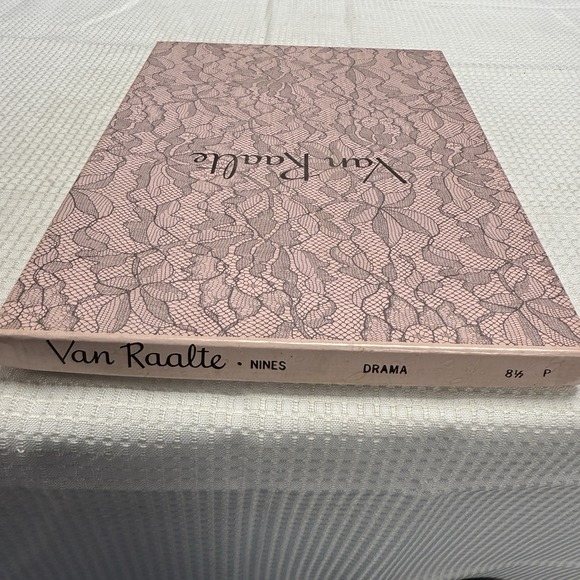 Van Raalte
Van Raalte • NINES DRAMA 8½ P